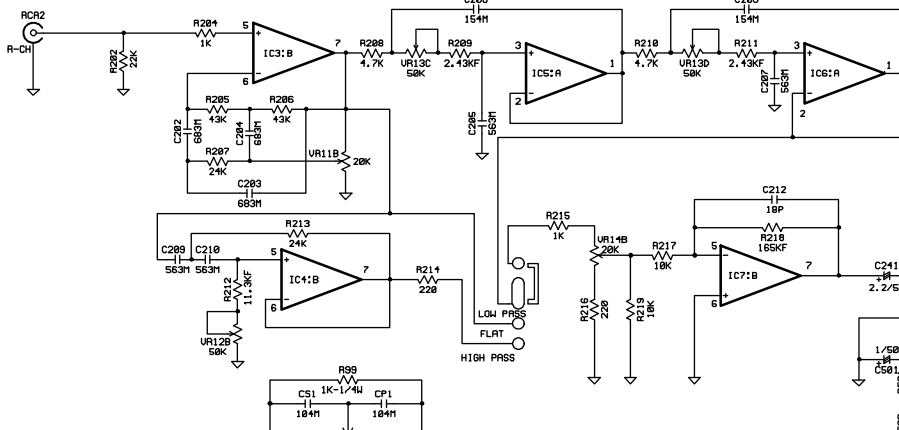 RCA2
R-CH
R202
22K
R204
1K
5
6
7
IC3:B
R205
43K
R206
43K
C202
683M
C204
683M
R207
24K
C203
683M
VR11B
20K
R208
4.7K
154M
VR13C
50K
R209
2.43KF
C205
563M
3
2
1
IC5:A
R210
4.7K
154M
VR13D
50K
R211
2.43KF
C207
563M
3
2
1
IC6:A
C209
563M
C210
563M
R213
24K
R212
11.3KF
VR12B
50K
5
6
7
IC4:B
R214
220
LOW PASS
FLAT
HIGH PASS
R215
1K
VR14B
20K
R216
220
R217
10K
R219
10K
C212
18P
R218
165KF
5
6
7
IC7:B
C241
2.2/5
1/50
C501
R99
1K-1/4W
CS1
104M
CP1
104M